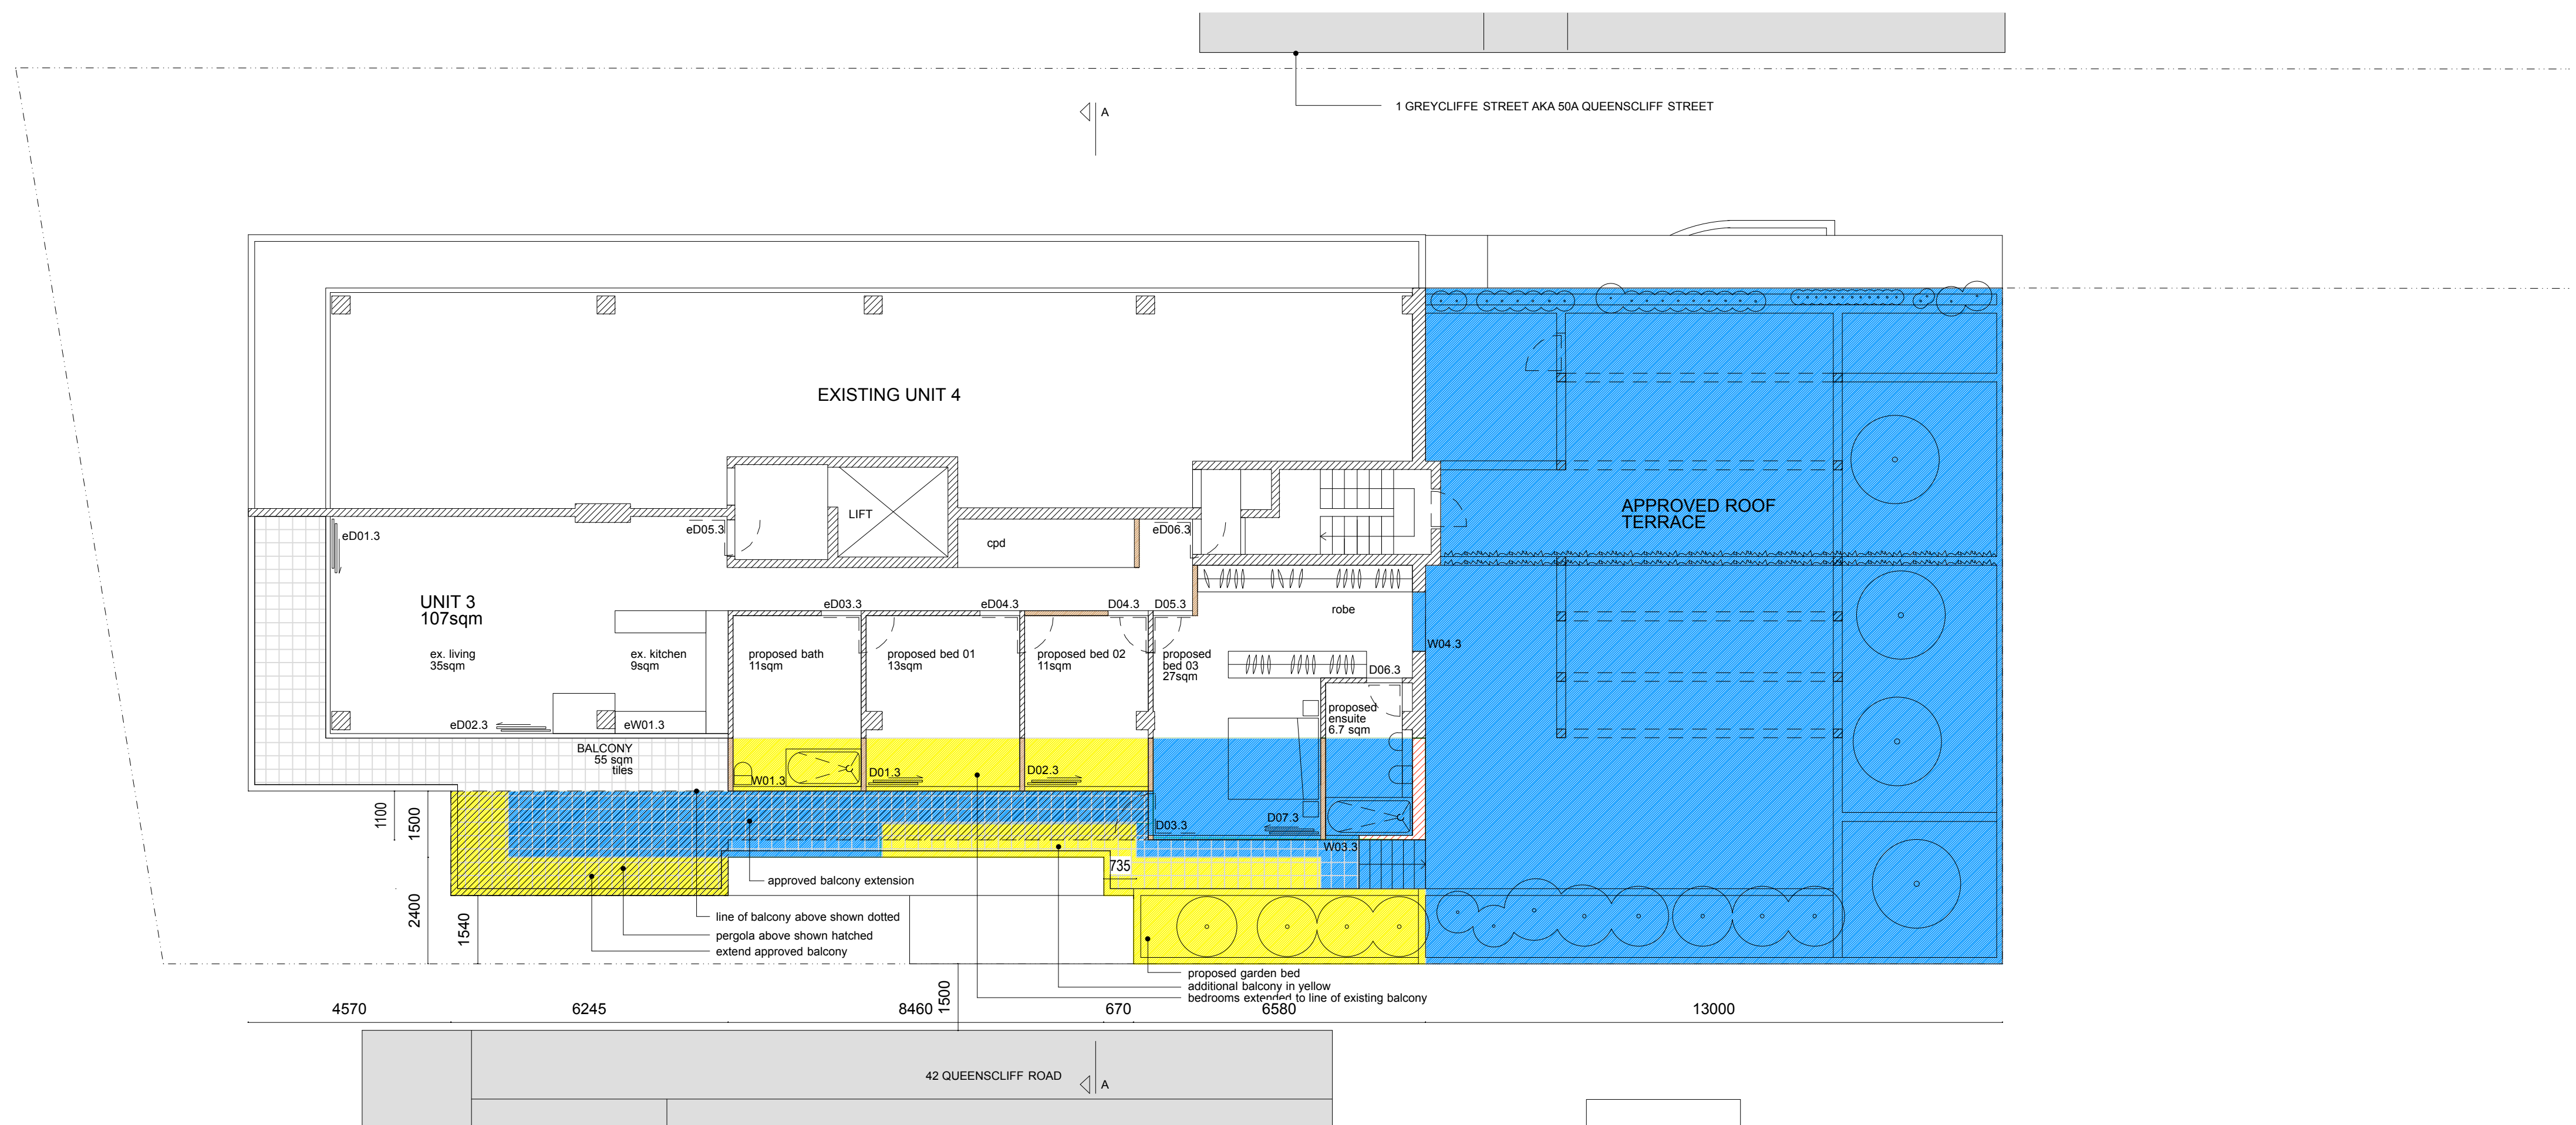 1 GREYCLIFFE STREET AKA 50A QUEENSCLIFF STREET
A
EXISTING UNIT 4
APPROVED ROOF
TERRACE
LIFT
eD01.3
eD05.3
cpd
eD06.3
UNIT 3
107sqm
eD03.3
eD04.3
D04.3
D05.3
robe
ex. living
35sqm
ex. kitchen
9sqm
proposed bath
11sqm
proposed bed 01
13sqm
proposed bed 02
11sqm
proposed
bed 03
27sqm
W04.3
D06.3
proposed
ensuite
6.7 sqm
eD02.3
eW01.3
BALCONY
55 sqm
tiles
W01.3
D01.3
D02.3
D03.3
D07.3
W03.3
1100
1500
2400
1540
735
approved balcony extension
line of balcony above shown dotted
pergola above shown hatched
extend approved balcony
proposed garden bed
additional balcony in yellow
bedrooms extended to line of existing balcony
1500
4570
6245
8460
670
6580
13000
42 QUEENSCLIFF ROAD
A